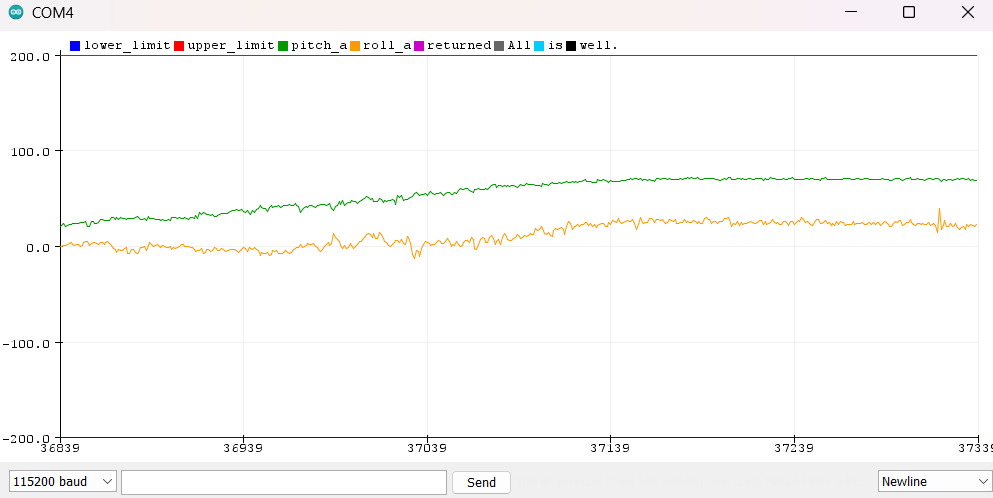 COM4
lower_limit upper_limit pitch_a roll_a returned All is well.
200.0
100.0
0.0
-100.0
-200.0
36839 36939 37039 37139 37239 37339
115200 baud Send Newline